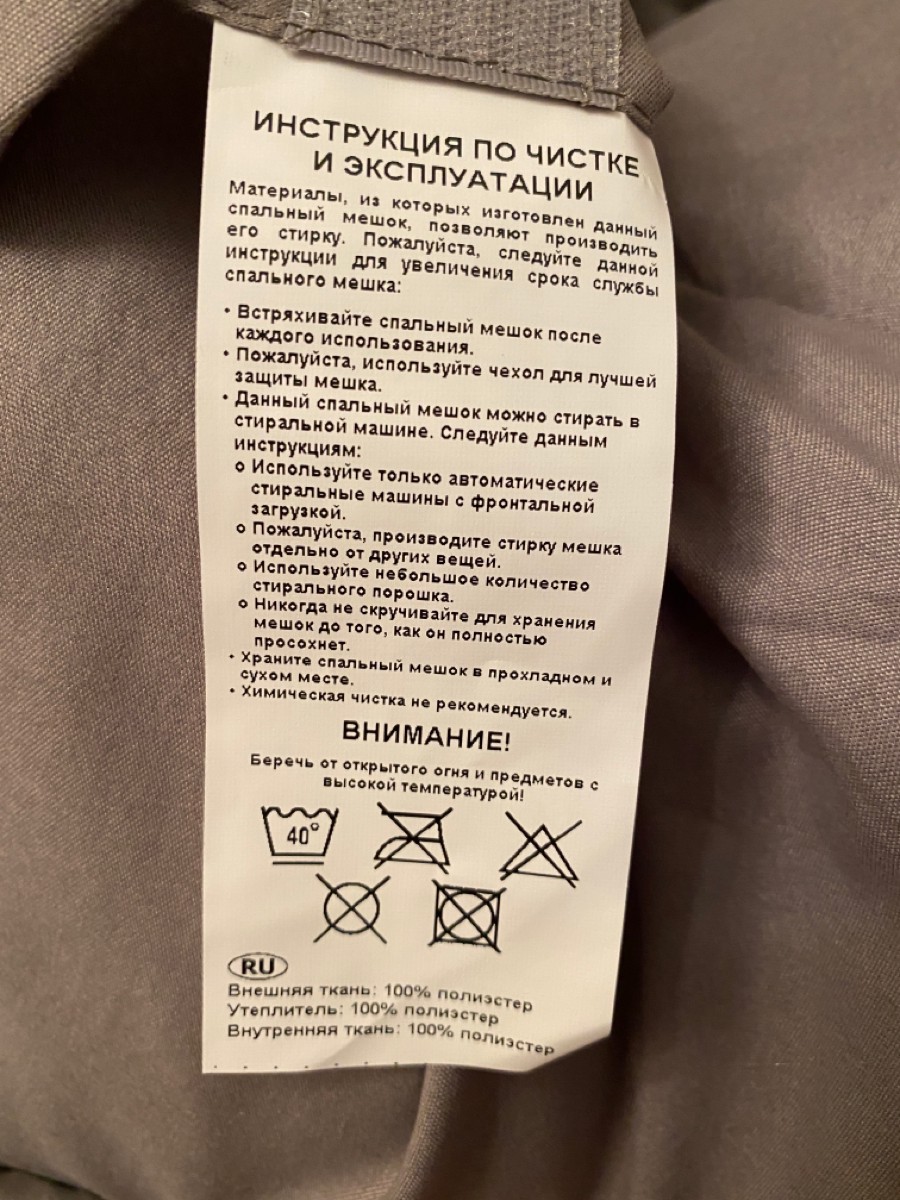 ИНСТРУКЦИЯ ПО ЧИСТКЕ
И ЭКСПЛУАТАЦИИ
Материалы, из которых изготовлен данный
спальный мешок, позволяют производить
его стирку. Пожалуйста, следуйте данной
инструкции для увеличения срока службы
спального мешка:
• Встряхивайте спальный мешок после
каждого использования.
• Пожалуйста, используйте чехол для лучшей
защиты мешка.
• Данный спальный мешок можно стирать в
стиральной машине. Следуйте данным
инструкциям:
o Используйте только автоматические
стиральные машины с фронтальной
загрузкой.
o Пожалуйста, производите стирку мешка
отдельно от других вещей.
o Используйте небольшое количество
стирального порошка.
o Никогда не скручивайте для хранения
мешок до того, как он полностью
просохнет.
• Храните спальный мешок в прохладном и
сухом месте.
• Химическая чистка не рекомендуется.
ВНИМАНИЕ!
Беречь от открытого огня и предметов с
высокой температурой!
40°
RU
Внешняя ткань: 100% полиэстер
Утеплитель: 100% полиэстер
Внутренняя ткань: 100% полиэстер